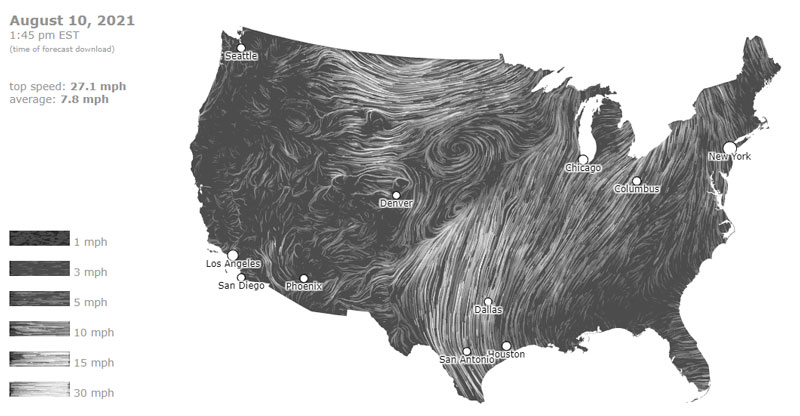 August 10, 2021
1:45 pm EST
(time of forecast download)
top speed: 27.1 mph
average: 7.8 mph
1 mph
3 mph
5 mph
10 mph
15 mph
30 mph
Seattle
Chicago
New York
Columbus
Denver
Los Angeles
San Diego
Phoenix
Dallas
San Antonio
Houston